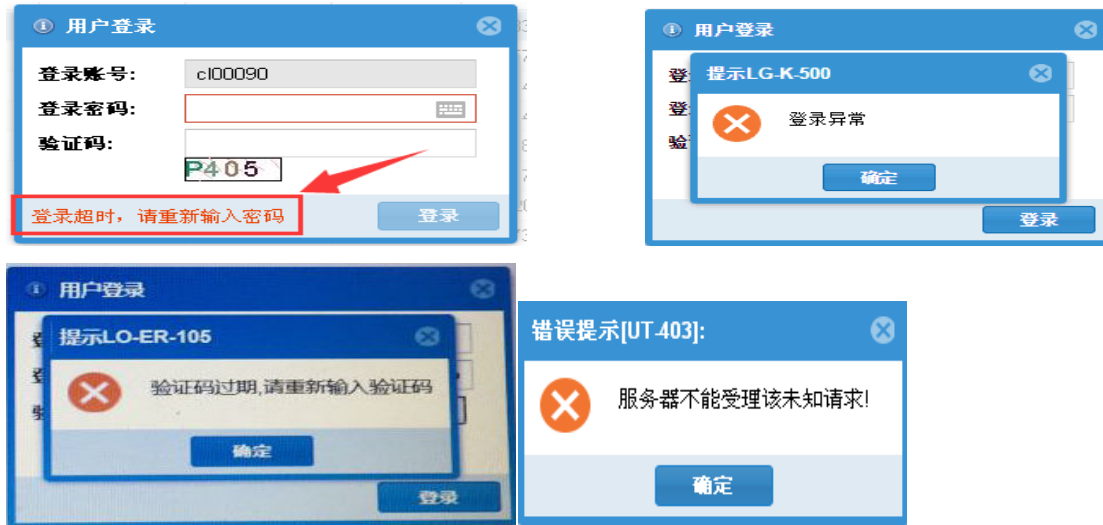 用户登录
登录账号: cl00090
登录密码:
验证码:
P405
登录超时，请重新输入密码 登录
用户登录
登
提示LG-K-500
登
登录异常
验
确定
登录
用户登录
提示LO-ER-105
验证码过期,请重新输入验证码
确定
登录
错误提示[UT-403]:
服务器不能受理该未知请求!
确定